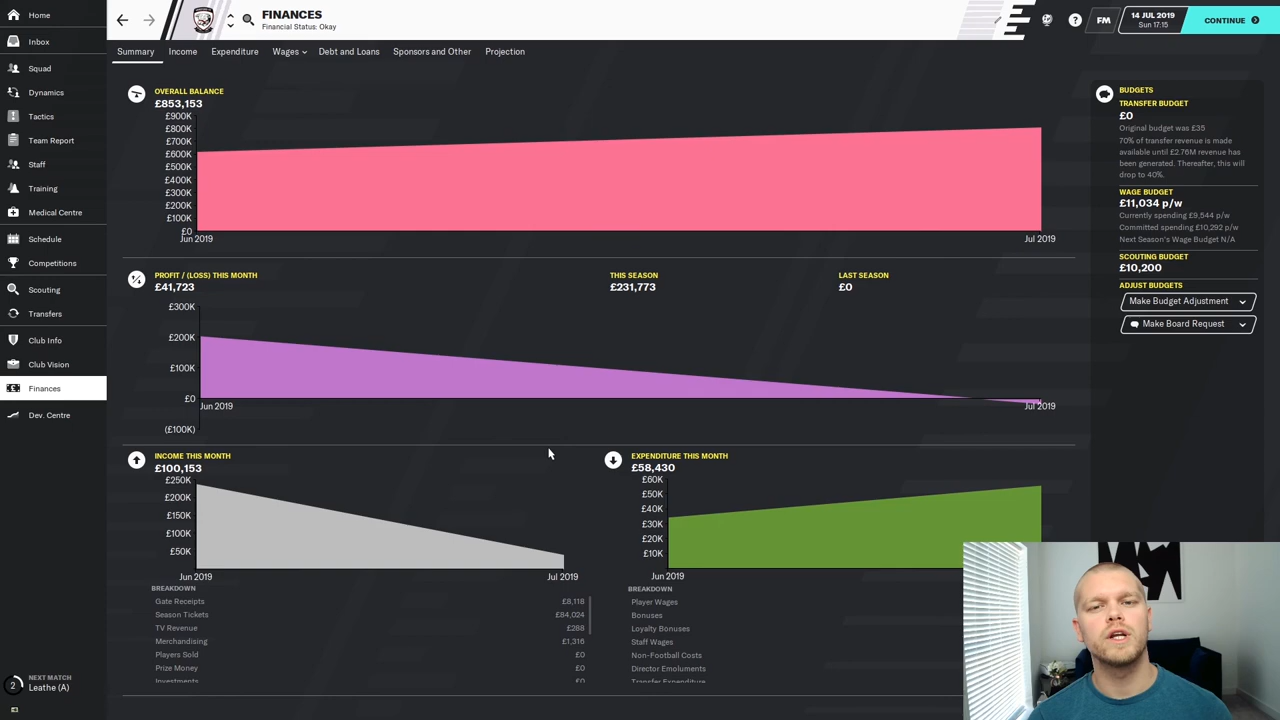 Home
Inbox
Squad
Dynamics
Tactics
Team Report
Staff
Training
Medical Centre
Schedule
Competitions
Scouting
Transfers
Club Info
Club Vision
Finances
Dev. Centre
2
NEXT MATCH
Leathe (A)
FINANCES
Financial Status: Okay
?
FM
14 JUL 2019
Sun 17:15
CONTINUE
Summary
Income
Expenditure
Wages
Debt and Loans
Sponsors and Other
Projection
OVERALL BALANCE
£853,153
£900K
£800K
£700K
£600K
£500K
£400K
£300K
£200K
£100K
£0
Jun 2019
Jul 2019
PROFIT / (LOSS) THIS MONTH
£41,723
THIS SEASON
£231,773
LAST SEASON
£0
£300K
£200K
£100K
£0
(£100K)
Jun 2019
Jul 2019
INCOME THIS MONTH
£100,153
£250K
£200K
£150K
£100K
£50K
Jun 2019
Jul 2019
BREAKDOWN
Gate Receipts £8,118
Season Tickets £84,024
TV Revenue £288
Merchandising £1,316
Players Sold £0
Prize Money £0
Investments £0
EXPENDITURE THIS MONTH
£58,430
£60K
£50K
£40K
£30K
£20K
£10K
Jun 2019
BREAKDOWN
Player Wages
Bonuses
Loyalty Bonuses
Staff Wages
Non-Football Costs
Director Emoluments
Transfer Expenditure
BUDGETS
TRANSFER BUDGET
£0
Original budget was £35
70% of transfer revenue is made
available until £2.76M revenue has
been generated. Thereafter, this will
drop to 40%.
WAGE BUDGET
£11,034 p/w
Currently spending £9,544 p/w
Committed spending £10,292 p/w
Next Season's Wage Budget N/A
SCOUTING BUDGET
£10,200
ADJUST BUDGETS
Make Budget Adjustment
Make Board Request